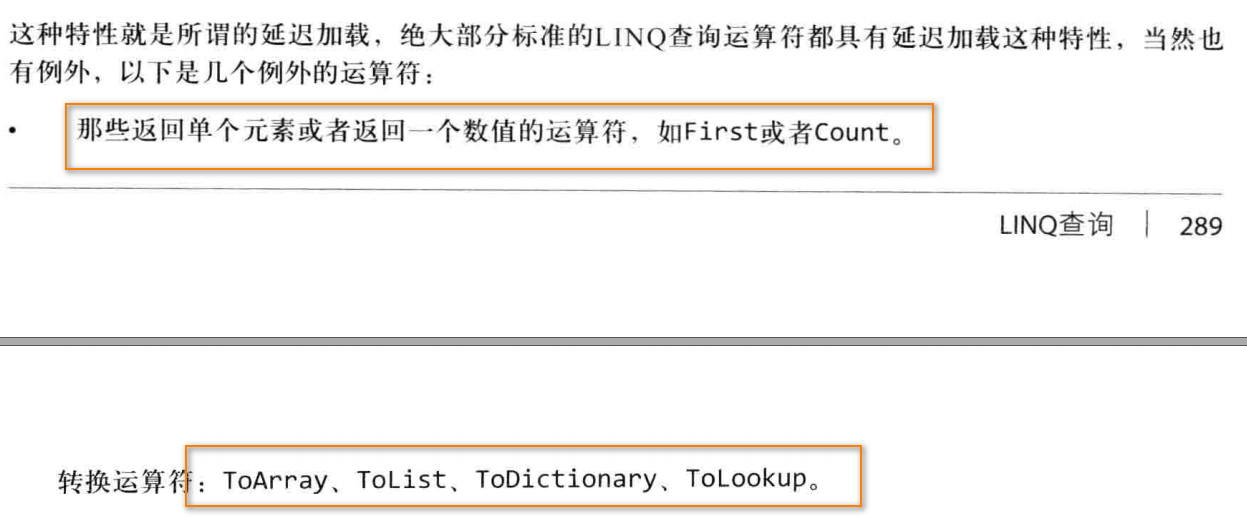 这种特性就是所谓的延迟加载，绝大部分标准的LINQ查询运算符都具有延迟加载这种特性，当然也
有例外，以下是几个例外的运算符：
• 那些返回单个元素或者返回一个数值的运算符，如First或者Count。
LINQ查询 | 289
转换运算符：ToArray、ToList、ToDictionary、ToLookup。